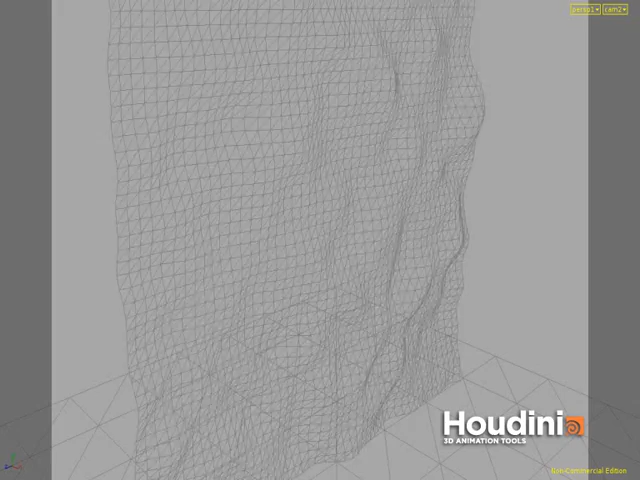 persp1 cam2
Houdini
3D ANIMATION TOOLS
Non-Commercial Edition